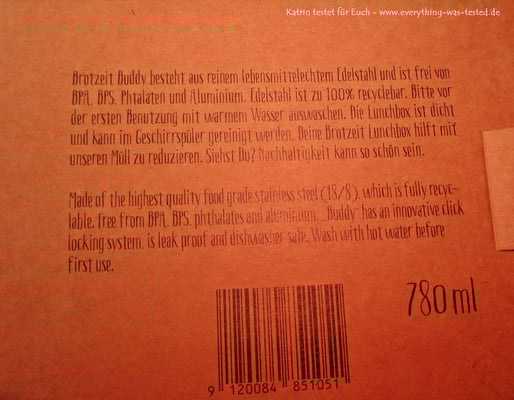 Katrin testet für Euch – www.everything-was-tested.de
Brotzeit Buddy besteht aus reinem lebensmittelechtem Edelstahl und ist frei von
BPA, BPS, Phtalaten und Aluminium. Edelstahl ist zu 100% recyclebar. Bitte vor
der ersten Benutzung mit warmem Wasser auswaschen. Die Lunchbox ist dicht
und kann im Geschirrspüler gereinigt werden. Deine Brotzeit Lunchbox hilft mit
unseren Müll zu reduzieren. Siehst Du? Nachhaltigkeit kann so schön sein.
Made of the highest quality food grade stainless steel (18/8), which is fully recyc-
lable. Free from BPA, BPS, phthalates and aluminium. „Buddy" has an innovative click
locking system, is leak proof and dishwasher safe. Wash with hot water before
first use.
780 ml
9 120084 851051